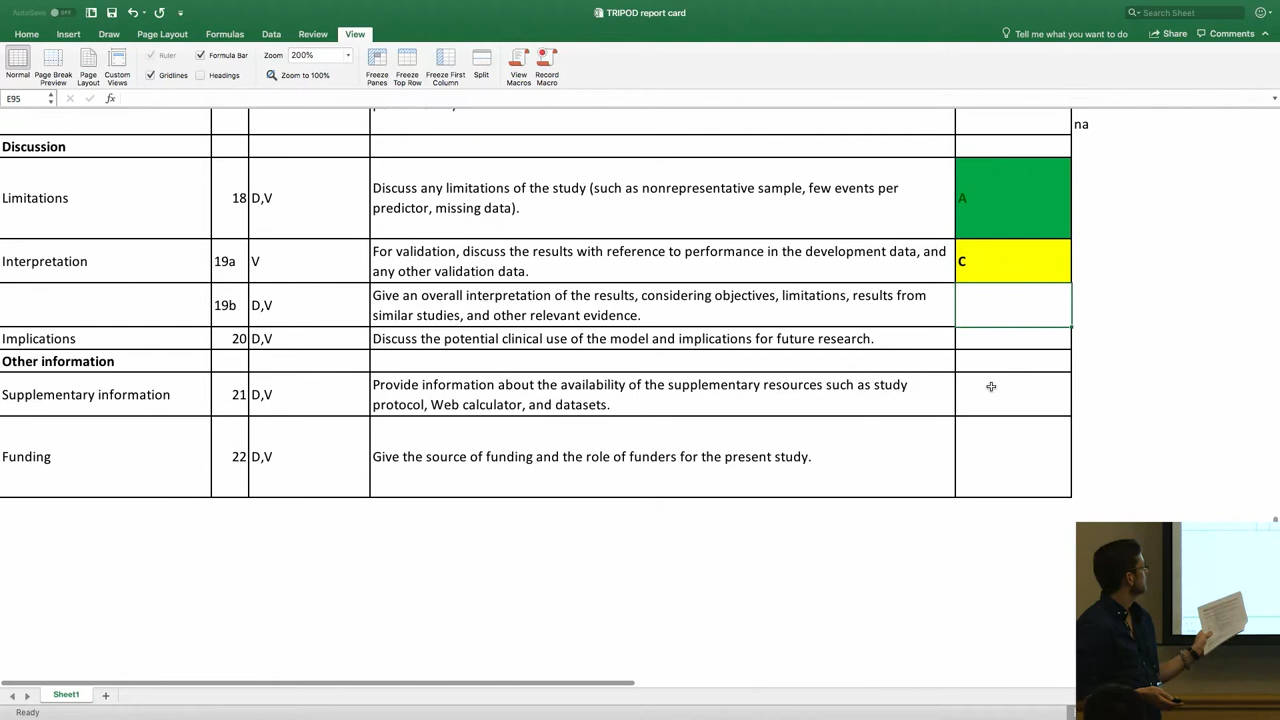 AutoSave OFF
TRIPOD report card
Search Sheet
Home Insert Draw Page Layout Formulas Data Review View
Tell me what you want to do
Share
Comments
Normal
Page Break Preview
Page Layout
Custom Views
Ruler
Formula Bar
Gridlines
Headings
Zoom 200%
Zoom to 100%
Freeze Panes
Freeze Top Row
Freeze First Column
Split
View Macros
Record Macro
E95
fx
na
Discussion
Limitations 18 D,V Discuss any limitations of the study (such as nonrepresentative sample, few events per
predictor, missing data). A
Interpretation 19a V For validation, discuss the results with reference to performance in the development data, and
any other validation data. C
19b D,V Give an overall interpretation of the results, considering objectives, limitations, results from
similar studies, and other relevant evidence.
Implications 20 D,V Discuss the potential clinical use of the model and implications for future research.
Other information
Supplementary information 21 D,V Provide information about the availability of the supplementary resources such as study
protocol, Web calculator, and datasets.
Funding 22 D,V Give the source of funding and the role of funders for the present study.
Sheet1
Ready